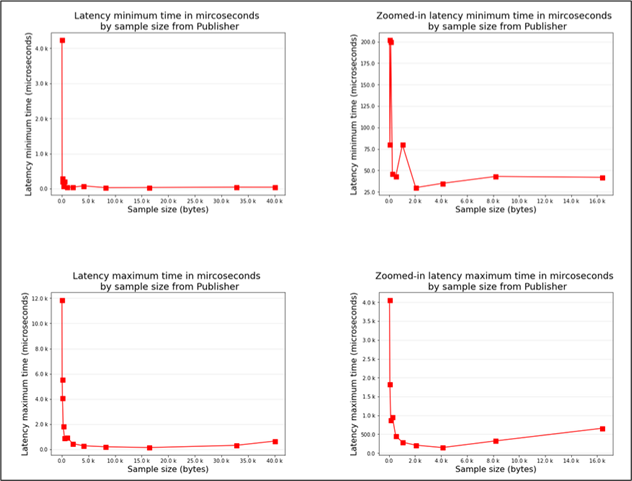 Latency minimum time in mircoseconds
by sample size from Publisher
Latemcy minimum time (microseconds)
4.0 k
3.0 k
2.0 k
1.0 k
0.0
0.0 5.0 k 10.0 k 15.0 k 20.0 k 25.0 k 30.0 k 35.0 k 40.0 k
Sample size (bytes)
Zoomed-in latency minimum time in mircoseconds
by sample size from Publisher
Latemcy minimum time (microseconds)
200.0
175.0
150.0
125.0
100.0
75.0
50.0
25.0
0.0 2.0 k 4.0 k 6.0 k 8.0 k 10.0 k 12.0 k 14.0 k 16.0 k
Sample size (bytes)
Latency maximum time in mircoseconds
by sample size from Publisher
Latency maximum time (microseconds)
12.0 k
10.0 k
8.0 k
6.0 k
4.0 k
2.0 k
0.0
0.0 5.0 k 10.0 k 15.0 k 20.0 k 25.0 k 30.0 k 35.0 k 40.0 k
Sample size (bytes)
Zoomed-in latency maximum time in mircoseconds
by sample size from Publisher
Latency maximum time (microseconds)
4.0 k
3.5 k
3.0 k
2.5 k
2.0 k
1.5 k
1.0 k
500.0
0.0
0.0 2.0 k 4.0 k 6.0 k 8.0 k 10.0 k 12.0 k 14.0 k 16.0 k
Sample size (bytes)